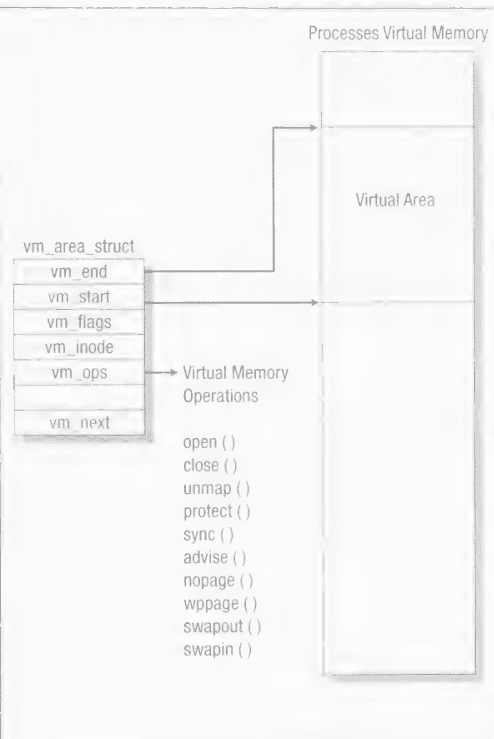 Processes Virtual Memory
Virtual Area
vm_area_struct
vm_end
vm_start
vm_flags
vm_inode
vm_ops
vm_next
Virtual Memory
Operations
open ( )
close ( )
unmap ( )
protect ( )
sync ( )
advise ( )
nopage ( )
wppage ( )
swapout ( )
swapin ( )